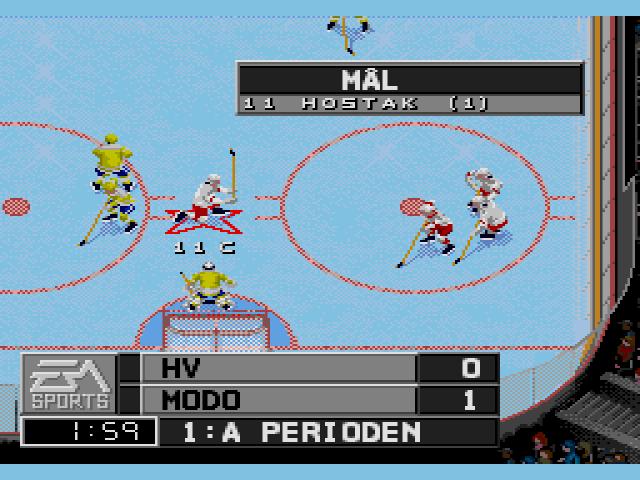 MÅL
11 HOSTAK (1)
11 C
EA
SPORTS
HV 0
MODO 1
1:59 1:A PERIODEN